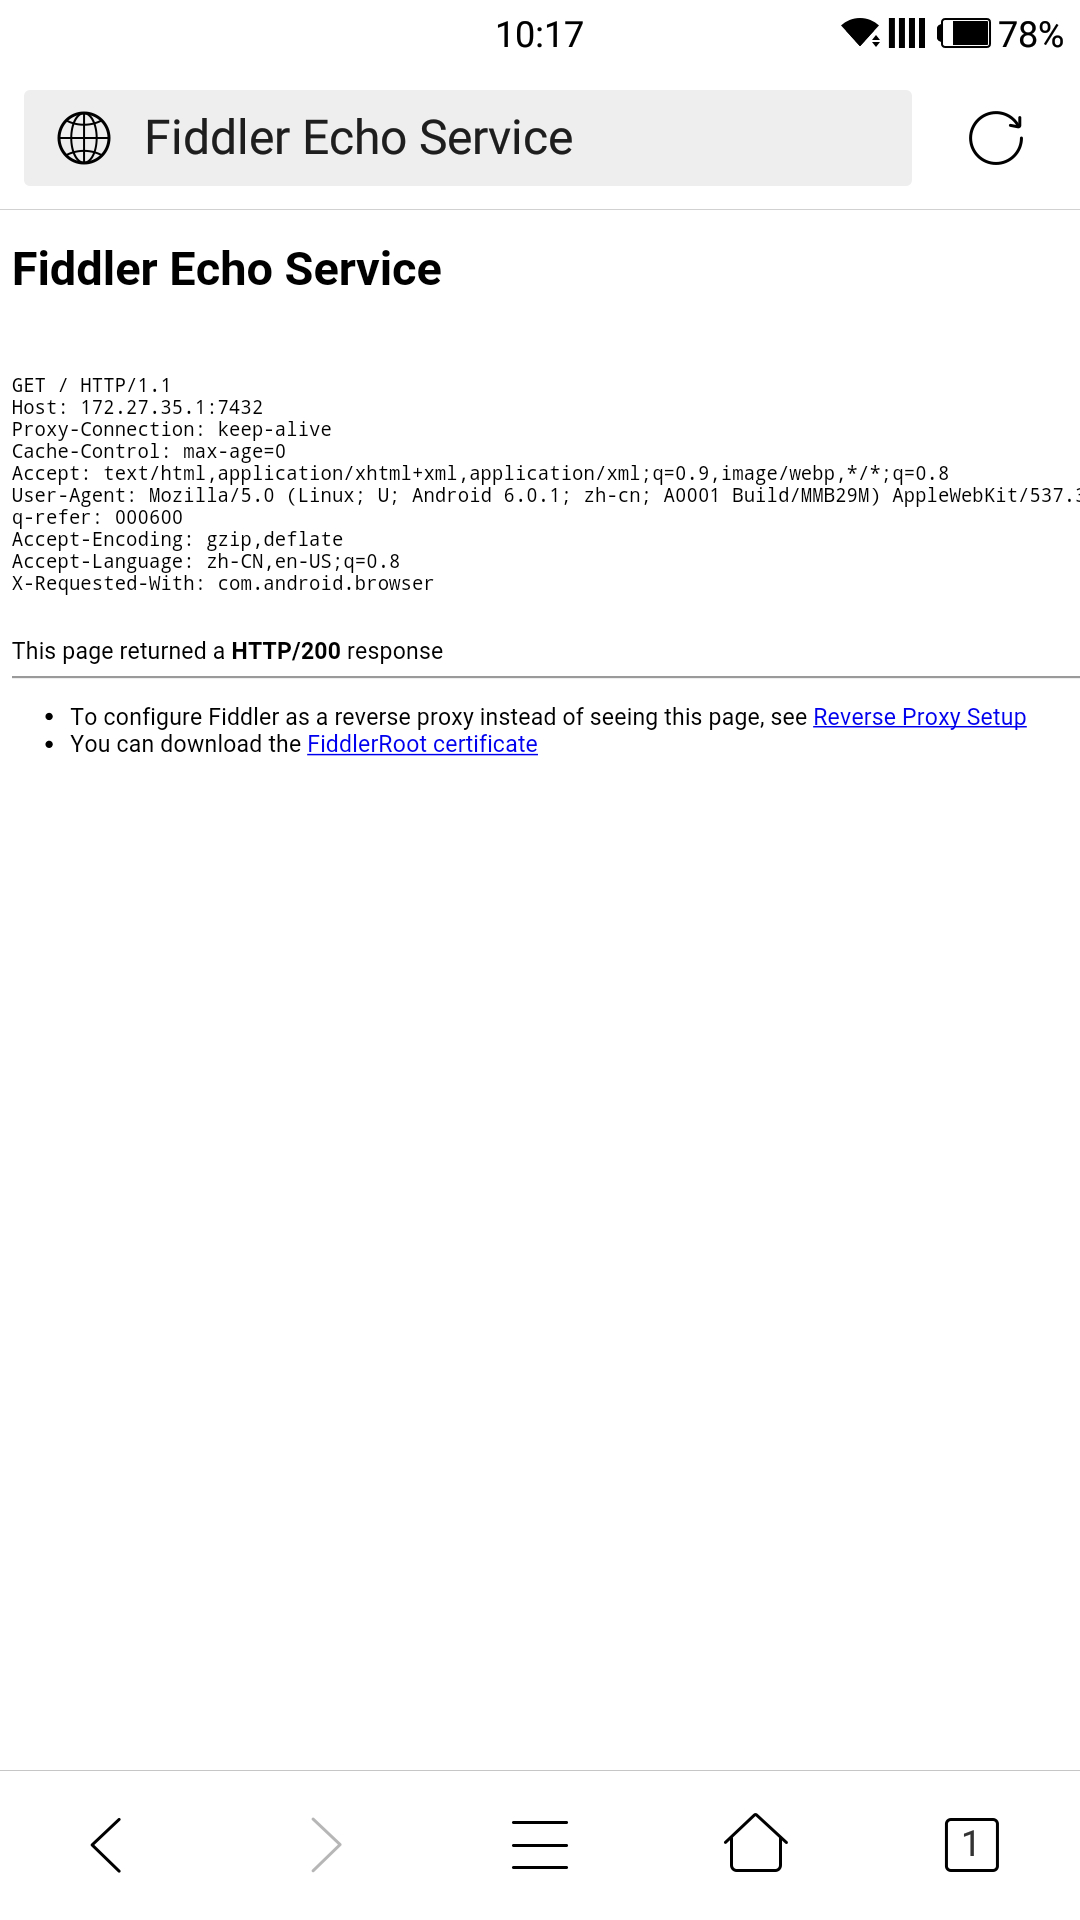 10:17 78%
Fiddler Echo Service
Fiddler Echo Service
GET / HTTP/1.1
Host: 172.27.35.1:7432
Proxy-Connection: keep-alive
Cache-Control: max-age=0
Accept: text/html,application/xhtml+xml,application/xml;q=0.9,image/webp,*/*;q=0.8
User-Agent: Mozilla/5.0 (Linux; U; Android 6.0.1; zh-cn; A0001 Build/MMB29M) AppleWebKit/537.3
q-refer: 000600
Accept-Encoding: gzip,deflate
Accept-Language: zh-CN,en-US;q=0.8
X-Requested-With: com.android.browser
This page returned a HTTP/200 response
• To configure Fiddler as a reverse proxy instead of seeing this page, see Reverse Proxy Setup
• You can download the FiddlerRoot certificate
1